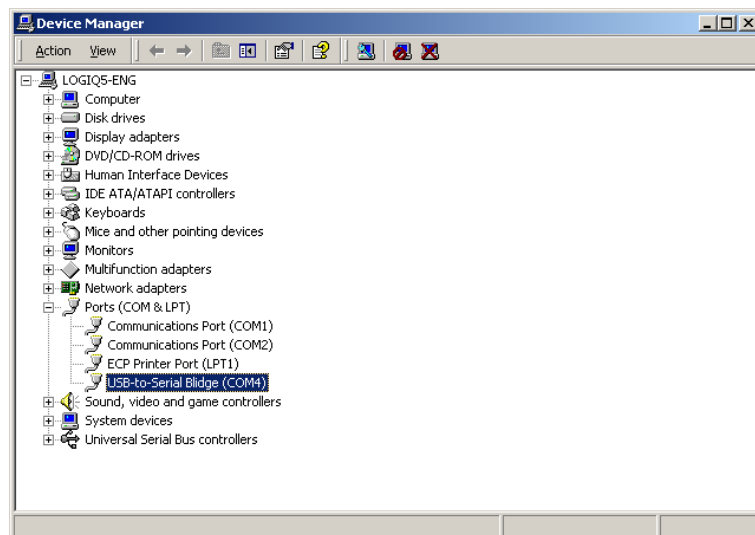 Device Manager
Action View
LOGIQ5-ENG
Computer
Disk drives
Display adapters
DVD/CD-ROM drives
Human Interface Devices
IDE ATA/ATAPI controllers
Keyboards
Mice and other pointing devices
Monitors
Multifunction adapters
Network adapters
Ports (COM & LPT)
Communications Port (COM1)
Communications Port (COM2)
ECP Printer Port (LPT1)
USB-to-Serial Blidge (COM4)
Sound, video and game controllers
System devices
Universal Serial Bus controllers